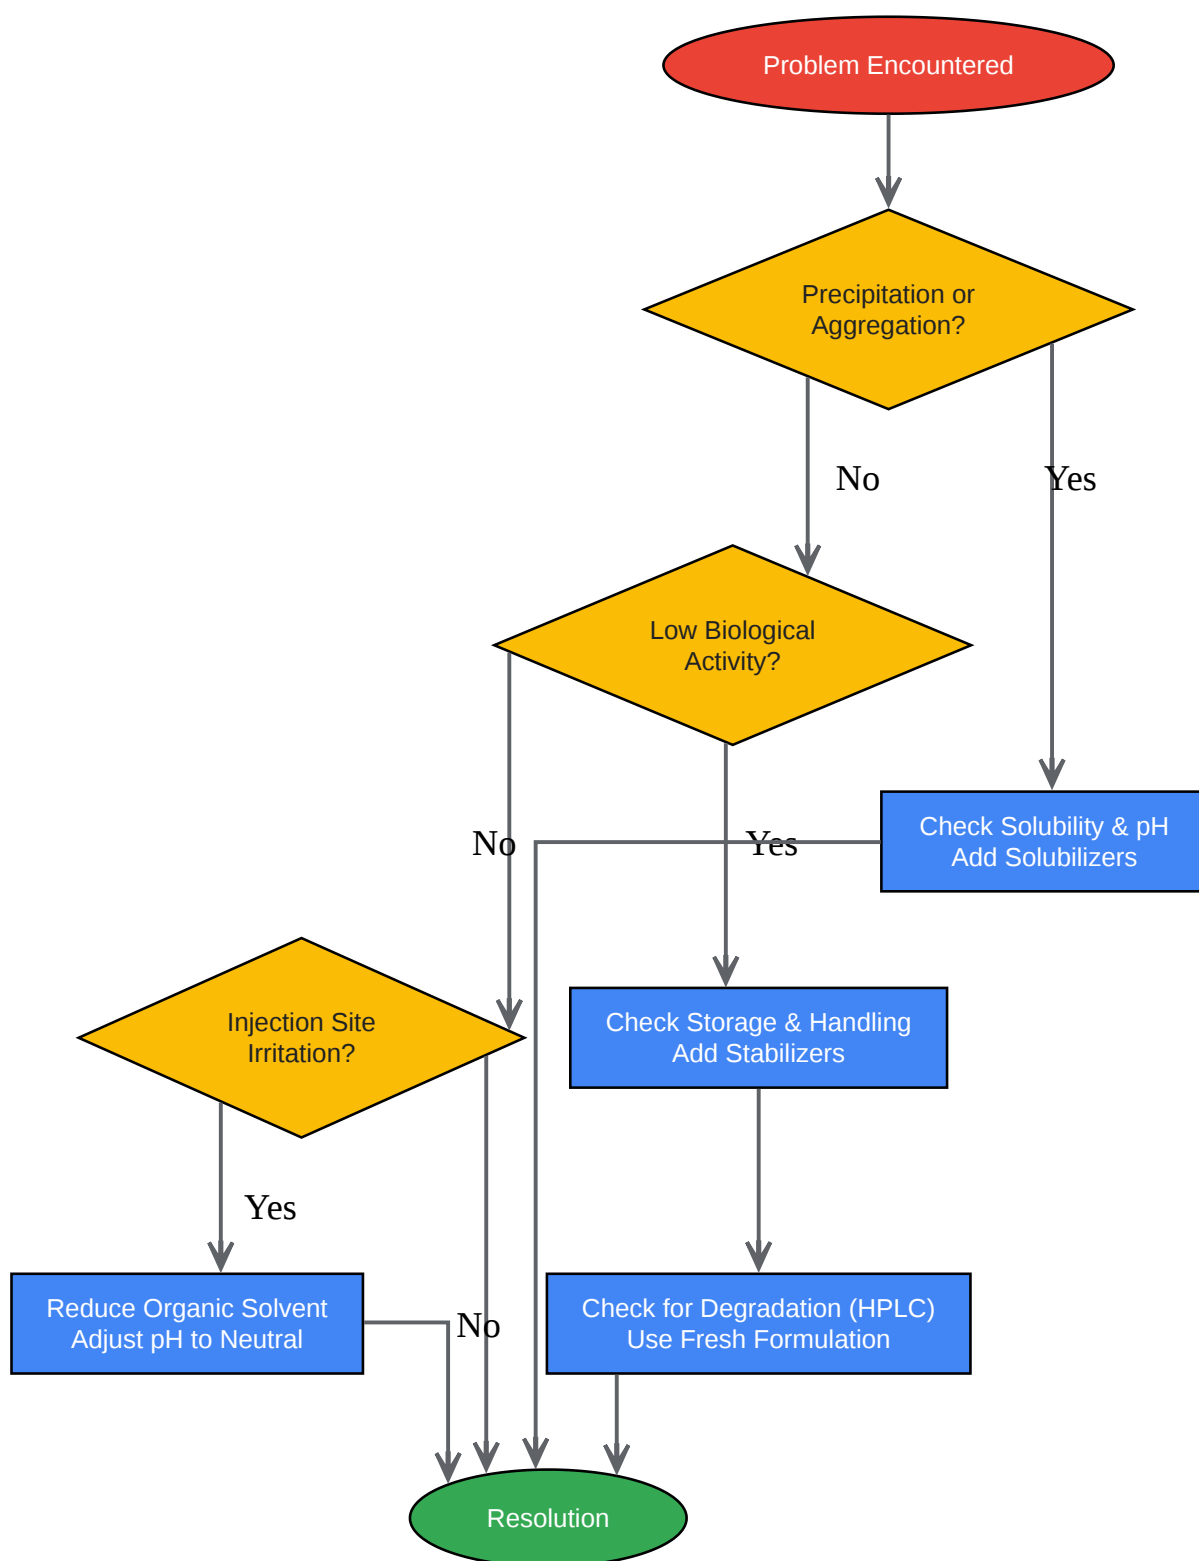 Problem Encountered
Precipitation or
Aggregation?
No
Yes
Low Biological
Activity?
No
Yes
Check Solubility & pH
Add Solubilizers
Injection Site
Irritation?
Check Storage & Handling
Add Stabilizers
Yes
Reduce Organic Solvent
Adjust pH to Neutral
No
Check for Degradation (HPLC)
Use Fresh Formulation
Resolution